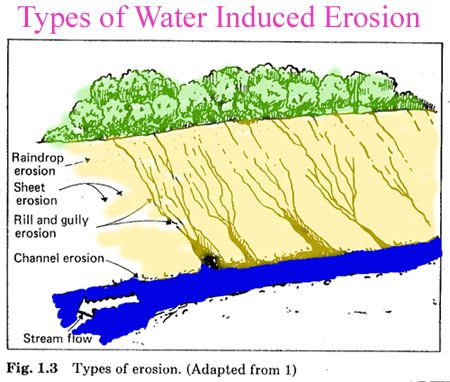 Types of Water Induced Erosion
Raindrop
erosion
Sheet
erosion
Rill and gully
erosion
Channel erosion
Stream flow
Fig. 1.3 Types of erosion. (Adapted from 1)